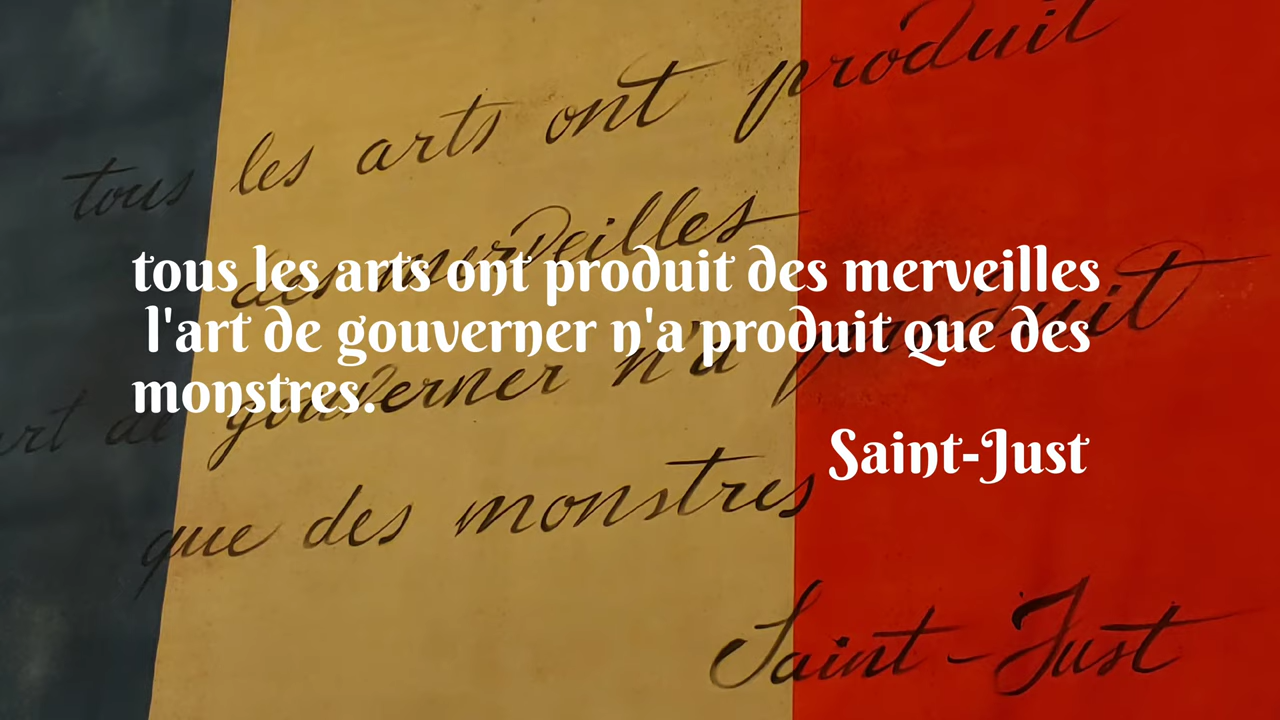 tous les arts ont produit
des merveilles
art de gouverner n'a produit
que des monstres
Saint-Just
tous les arts ont produit des merveilles
l'art de gouverner n'a produit que des
monstres.
Saint-Just